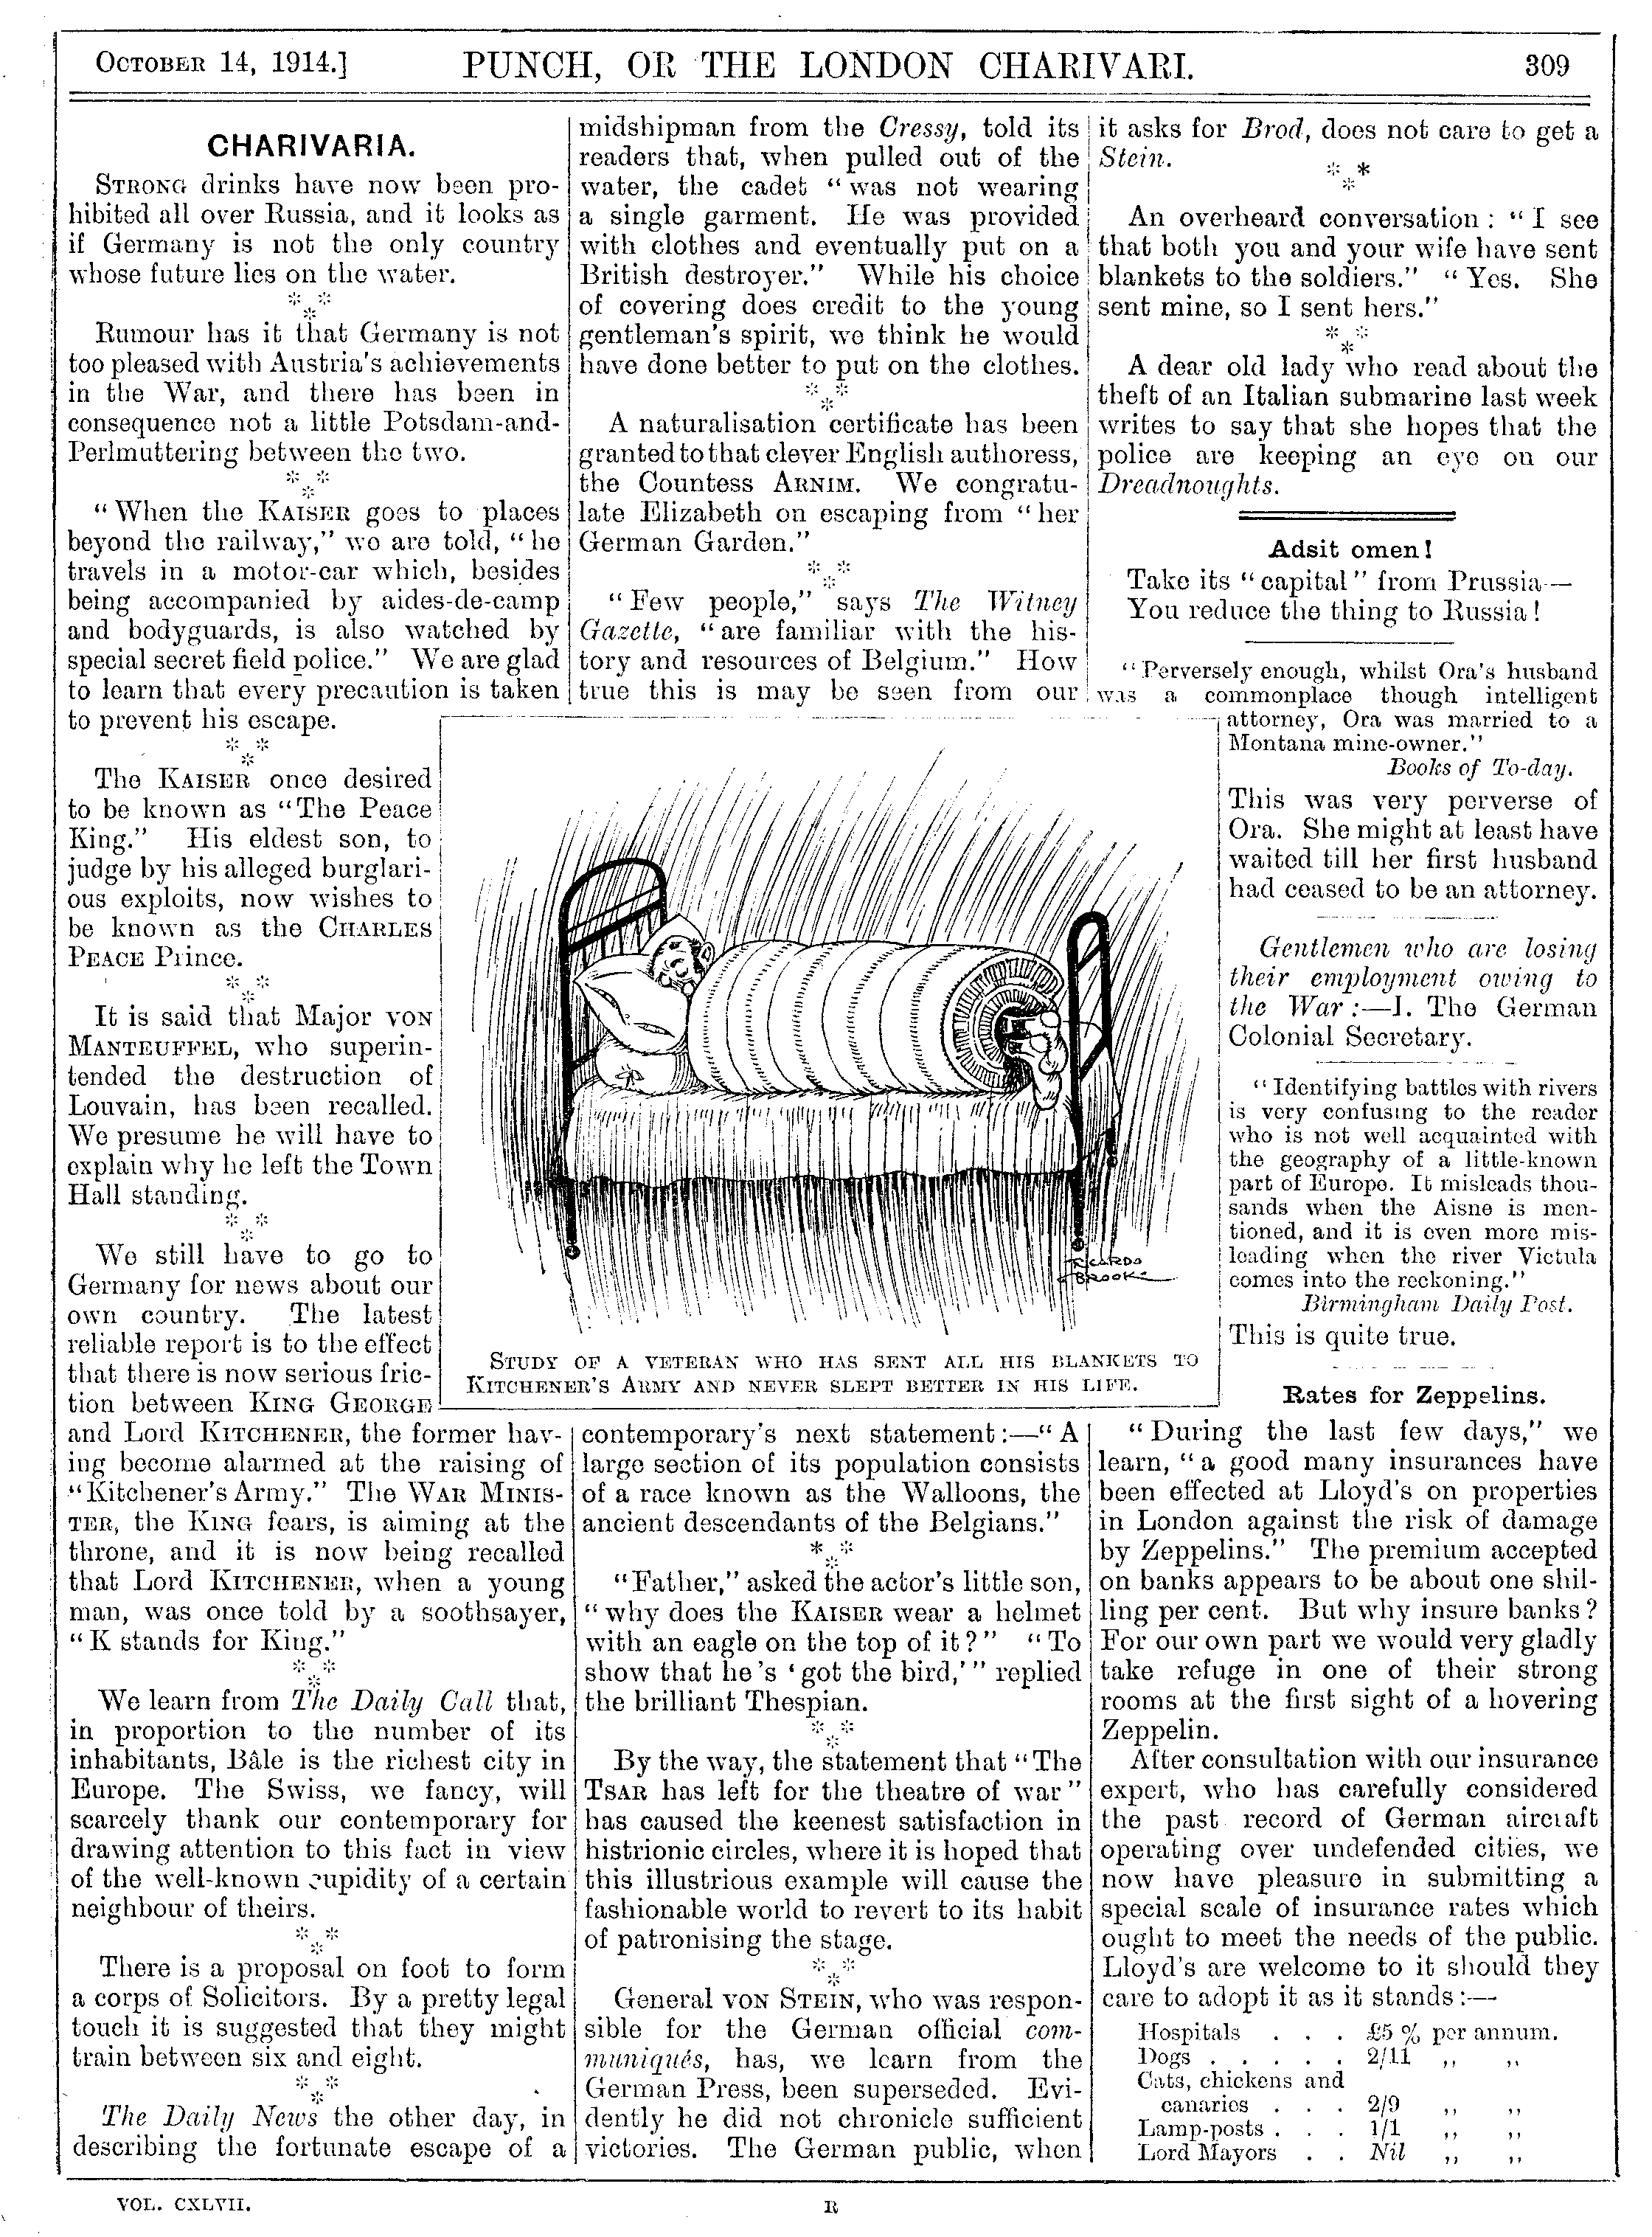 OCTOBER 14, 1914.]
PUNCH, OR THE LONDON CHARIVARI.
309
CHARIVARIA.
STRONG drinks have now been pro-
hibited all over Russia, and it looks as
if Germany is not the only country
whose future lies on the water.
* *
*
Rumour has it that Germany is not
too pleased with Austria's achievements
in the War, and there has been in
consequence not a little Potsdam-and-
Perlmuttering between the two.
* *
*
"When the KAISER goes to places
beyond the railway," we are told, "he
travels in a motor-car which, besides
being accompanied by aides-de-camp
and bodyguards, is also watched by
special secret field police." We are glad
to learn that every precaution is taken
to prevent his escape.
* *
*
The KAISER once desired
to be known as "The Peace
King." His eldest son, to
judge by his alleged burglari-
ous exploits, now wishes to
be known as the CHARLES
PEACE Prince.
* *
*
It is said that Major VON
MANTEUFFEL, who superin-
tended the destruction of
Louvain, has been recalled.
We presume he will have to
explain why he left the Town
Hall standing.
* *
*
We still have to go to
Germany for news about our
own country. The latest
reliable report is to the effect
that there is now serious fric-
tion between KING GEORGE
and Lord KITCHENER, the former hav-
ing become alarmed at the raising of
"Kitchener's Army." The WAR MINIS-
TER, the KING fears, is aiming at the
throne, and it is now being recalled
that Lord KITCHENER, when a young
man, was once told by a soothsayer,
"K stands for King."
* *
*
We learn from The Daily Call that,
in proportion to the number of its
inhabitants, Bâle is the richest city in
Europe. The Swiss, we fancy, will
scarcely thank our contemporary for
drawing attention to this fact in view
of the well-known cupidity of a certain
neighbour of theirs.
* *
*
There is a proposal on foot to form
a corps of Solicitors. By a pretty legal
touch it is suggested that they might
train between six and eight.
* *
*
The Daily News the other day, in
describing the fortunate escape of a
midshipman from the Cressy, told its
readers that, when pulled out of the
water, the cadet "was not wearing
a single garment. He was provided
with clothes and eventually put on a
British destroyer." While his choice
of covering does credit to the young
gentleman's spirit, we think he would
have done better to put on the clothes.
* *
*
A naturalisation certificate has been
granted to that clever English authoress,
the Countess ARNIM. We congratu-
late Elizabeth on escaping from "her
German Garden."
* *
*
"Few people," says The Witney
Gazette, "are familiar with the his-
tory and resources of Belgium." How
true this is may be seen from our
RICARDO
BROOK
STUDY OF A VETERAN WHO HAS SENT ALL HIS BLANKETS TO
KITCHENER'S ARMY AND NEVER SLEPT BETTER IN HIS LIFE.
contemporary's next statement:—"A
large section of its population consists
of a race known as the Walloons, the
ancient descendants of the Belgians."
* *
*
"Father," asked the actor's little son,
"why does the KAISER wear a helmet
with an eagle on the top of it?" "To
show that he's 'got the bird,'" replied
the brilliant Thespian.
* *
*
By the way, the statement that "The
TSAR has left for the theatre of war"
has caused the keenest satisfaction in
histrionic circles, where it is hoped that
this illustrious example will cause the
fashionable world to revert to its habit
of patronising the stage.
* *
*
General VON STEIN, who was respon-
sible for the German official com-
muniqués, has, we learn from the
German Press, been superseded. Evi-
dently he did not chronicle sufficient
victories. The German public, when
it asks for Brod, does not care to get a
Stein.
* *
*
An overheard conversation: "I see
that both you and your wife have sent
blankets to the soldiers." "Yes. She
sent mine, so I sent hers."
* *
*
A dear old lady who read about the
theft of an Italian submarine last week
writes to say that she hopes that the
police are keeping an eye on our
Dreadnoughts.
Adsit omen!
Take its "capital" from Prussia—
You reduce the thing to Russia!
"Perversely enough, whilst Ora's husband
was a commonplace though intelligent
attorney, Ora was married to a
Montana mine-owner."
Books of To-day.
This was very perverse of
Ora. She might at least have
waited till her first husband
had ceased to be an attorney.
Gentlemen who are losing
their employment owing to
the War:—I. The German
Colonial Secretary.
"Identifying battles with rivers
is very confusing to the reader
who is not well acquainted with
the geography of a little-known
part of Europe. It misleads thou-
sands when the Aisne is men-
tioned, and it is even more mis-
leading when the river Victula
comes into the reckoning."
Birmingham Daily Post.
This is quite true.
Rates for Zeppelins.
"During the last few days," we
learn, "a good many insurances have
been effected at Lloyd's on properties
in London against the risk of damage
by Zeppelins." The premium accepted
on banks appears to be about one shil-
ling per cent. But why insure banks?
For our own part we would very gladly
take refuge in one of their strong
rooms at the first sight of a hovering
Zeppelin.
After consultation with our insurance
expert, who has carefully considered
the past record of German aircraft
operating over undefended cities, we
now have pleasure in submitting a
special scale of insurance rates which
ought to meet the needs of the public.
Lloyd's are welcome to it should they
care to adopt it as it stands:—
Hospitals . . . £5 % per annum.
Dogs . . . . . 2/11 ,, ,,
Cats, chickens and
canaries . . . 2/9 ,, ,,
Lamp-posts . . . 1/1 ,, ,,
Lord Mayors . . Nil ,, ,,
VOL. CXLVII.
R